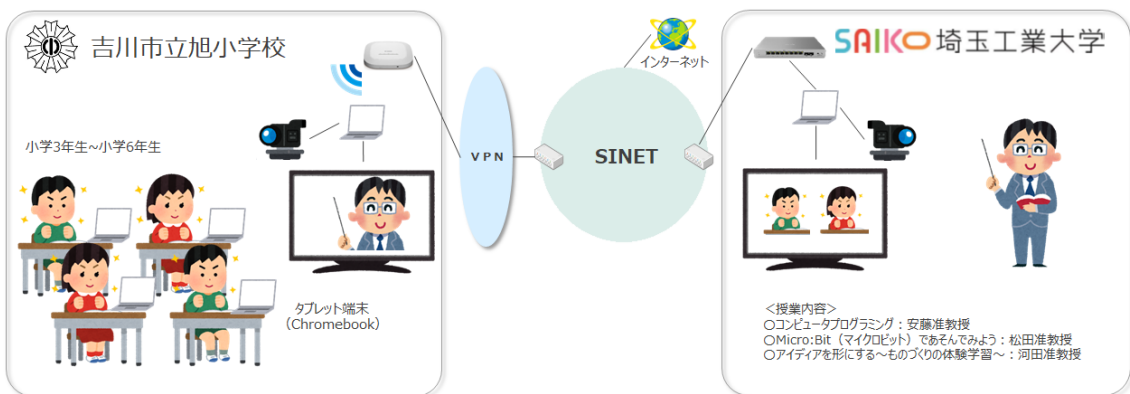 吉川市立旭小学校
小学3年生~小学6年生
タブレット端末
（Chromebook）
VPN
SINET
インターネット
SAIKO 埼玉工業大学
＜授業内容＞
〇コンピュータプログラミング：安藤准教授
〇Micro:Bit（マイクロビット）であそんでみよう：松田准教授
〇アイディアを形にする～ものづくりの体験学習～：河田准教授